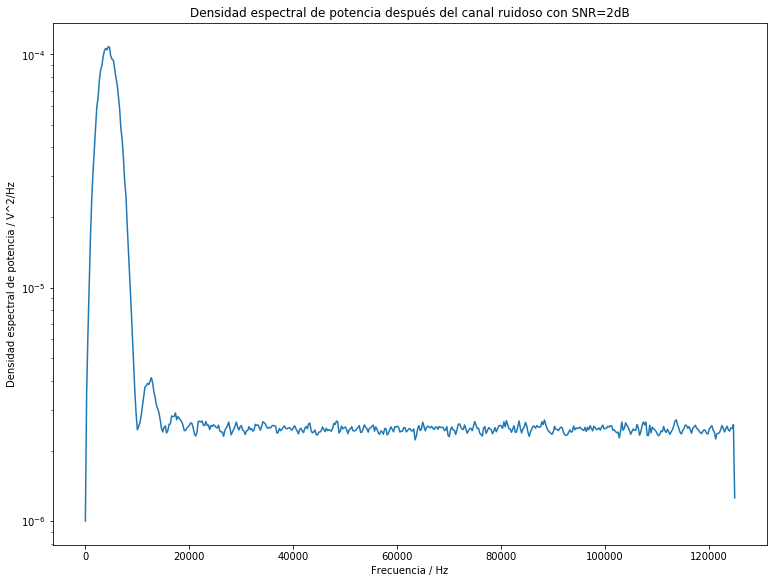 Densidad espectral de potencia después del canal ruidoso con SNR=2dB
Densidad espectral de potencia / V^2/Hz
10⁻⁴
10⁻⁵
10⁻⁶
0 20000 40000 60000 80000 100000 120000
Frecuencia / Hz